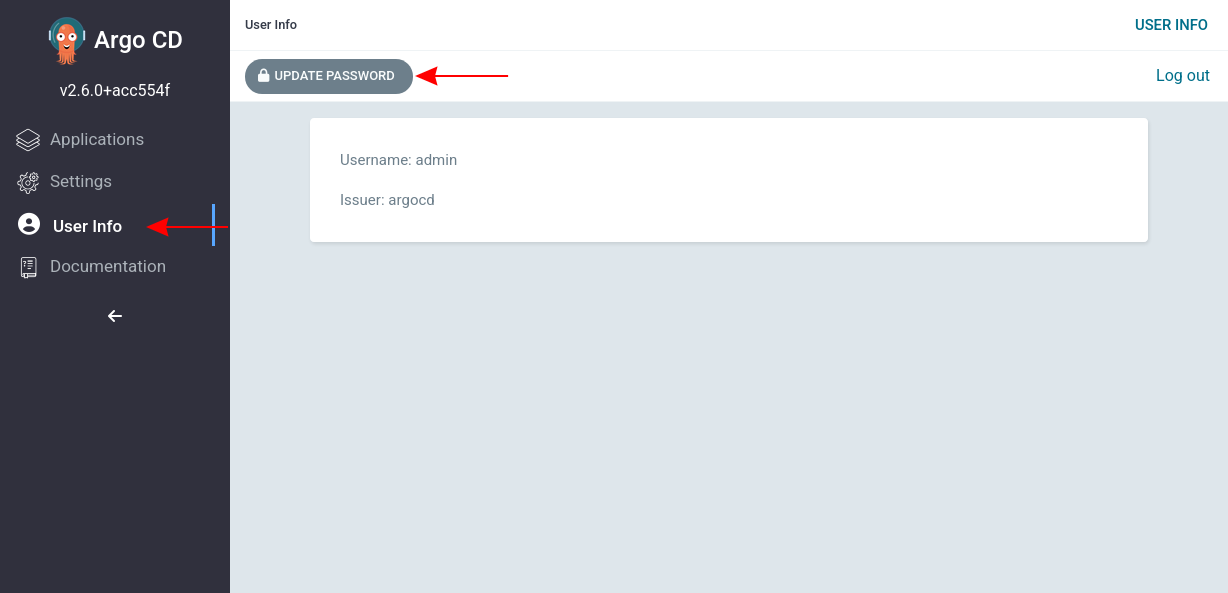 Argo CD
v2.6.0+acc554f
Applications
Settings
User Info
Documentation
User Info
USER INFO
UPDATE PASSWORD
Log out
Username: admin
Issuer: argocd